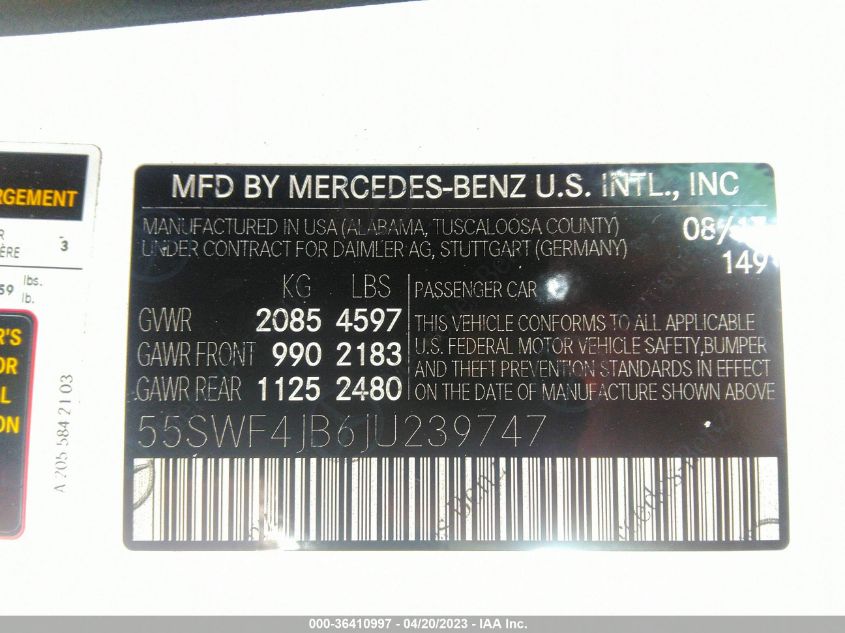 RGEMENT
3
ÈRE
lbs.
59
lb.
R'S
OR
AL
ION
A 205 584 21 03
MFD BY MERCEDES-BENZ U.S. INTL., INC
MANUFACTURED IN USA (ALABAMA, TUSCALOOSA COUNTY) 08/17
UNDER CONTRACT FOR DAIMLER AG, STUTTGART (GERMANY)
149
KG LBS PASSENGER CAR
GVWR 2085 4597
GAWR FRONT 990 2183
GAWR REAR 1125 2480
THIS VEHICLE CONFORMS TO ALL APPLICABLE
U.S. FEDERAL MOTOR VEHICLE SAFETY,BUMPER
AND THEFT PREVENTION STANDARDS IN EFFECT
ON THE DATE OF MANUFACTURE SHOWN ABOVE
55SWF4JB6JU239747
000-36410997 - 04/20/2023 - IAA Inc.